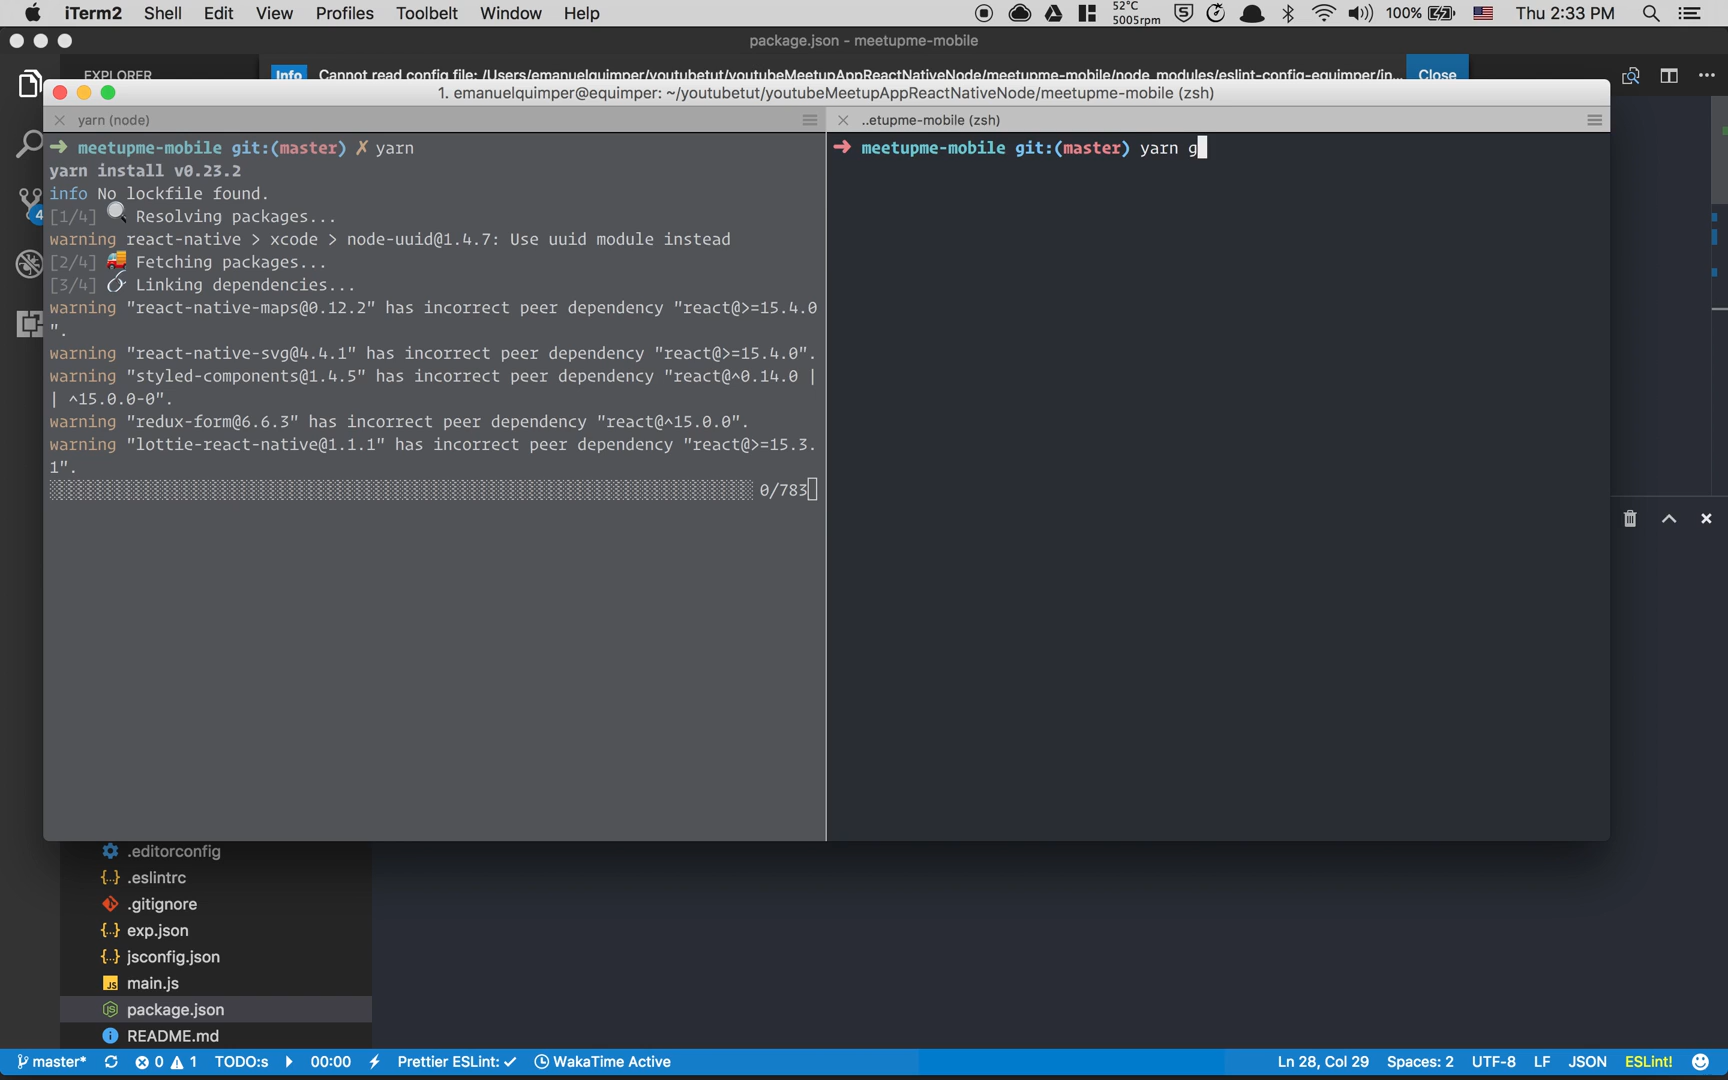 iTerm2 Shell Edit View Profiles Toolbelt Window Help
52°C
5005rpm
100%
Thu 2:33 PM
package.json - meetupme-mobile
EXPLORER
Info Cannot read config file: /Users/emanuelquimper/youtubetut/youtubeMeetupAppReactNativeNode/meetupme-mobile/node_modules/eslint-config-equimper/in... Close
1. emanuelquimper@equimper: ~/youtubetut/youtubeMeetupAppReactNativeNode/meetupme-mobile (zsh)
yarn (node)
..etupme-mobile (zsh)
➜ meetupme-mobile git:(master) ✗ yarn
yarn install v0.23.2
info No lockfile found.
[1/4] 🔍 Resolving packages...
warning react-native > xcode > node-uuid@1.4.7: Use uuid module instead
[2/4] 🚚 Fetching packages...
[3/4] 🔗 Linking dependencies...
warning "react-native-maps@0.12.2" has incorrect peer dependency "react@>=15.4.0
".
warning "react-native-svg@4.4.1" has incorrect peer dependency "react@>=15.4.0".
warning "styled-components@1.4.5" has incorrect peer dependency "react@^0.14.0 |
| ^15.0.0-0".
warning "redux-form@6.6.3" has incorrect peer dependency "react@^15.0.0".
warning "lottie-react-native@1.1.1" has incorrect peer dependency "react@>=15.3.
1".
0/783
➜ meetupme-mobile git:(master) yarn g
4
.editorconfig
.eslintrc
.gitignore
exp.json
jsconfig.json
main.js
package.json
README.md
master* 0 1 TODO:s 00:00 Prettier ESLint: ✓ WakaTime Active
Ln 28, Col 29 Spaces: 2 UTF-8 LF JSON ESLint!